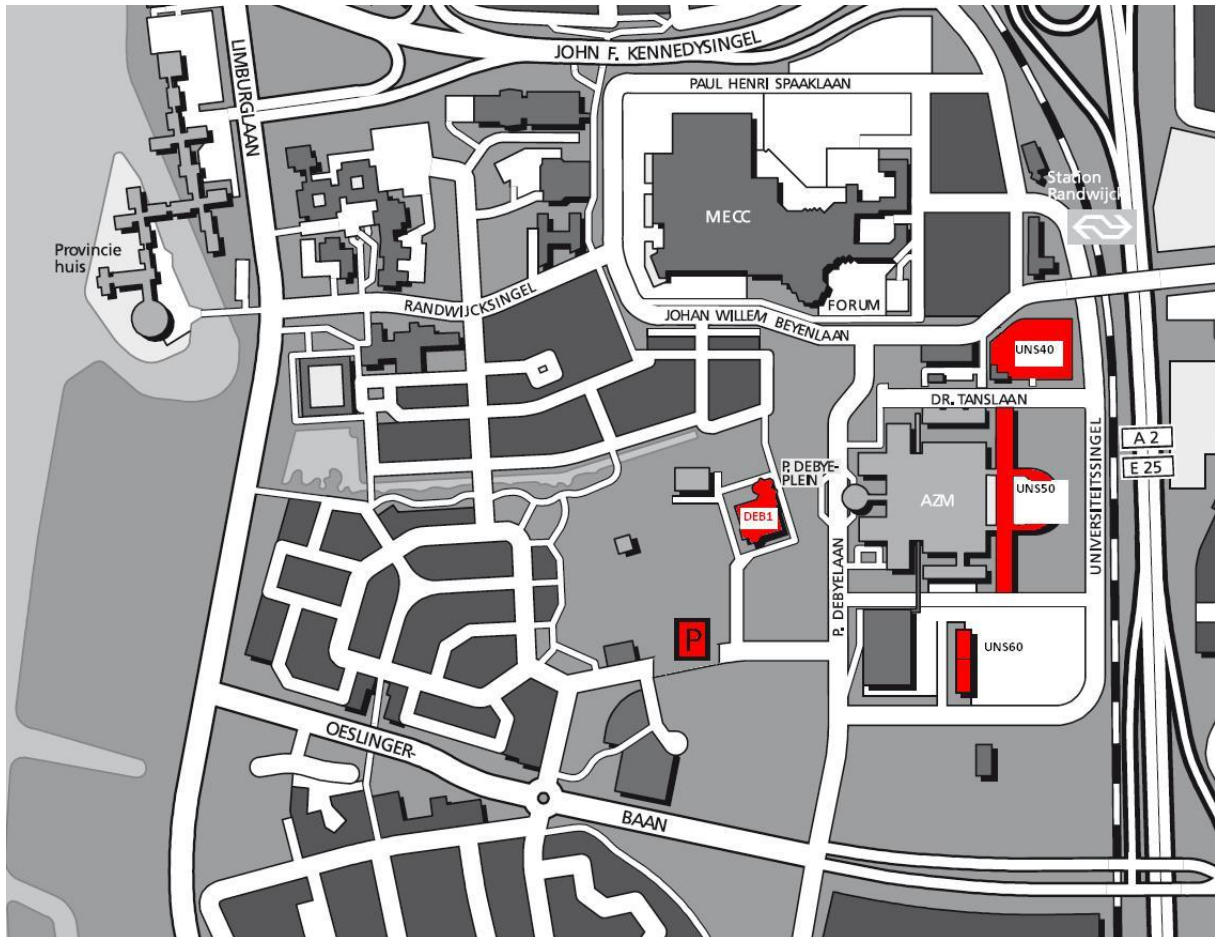 JOHN F. KENNEDYSINGEL
LIMBURGLAAN
PAUL HENRI SPAAKLAAN
Station
Randwijck
MECC
Provincie
huis
RANDWIJCKSINGEL
FORUM
JOHAN WILLEM BEYENLAAN
UNS40
DR. TANSLAAN
A 2
E 25
P. DEBYE-
PLEIN
UNS50
AZM
DEB1
UNIVERSITEITSSINGEL
P. DEBYELAAN
P
UNS60
OESLINGER-
BAAN